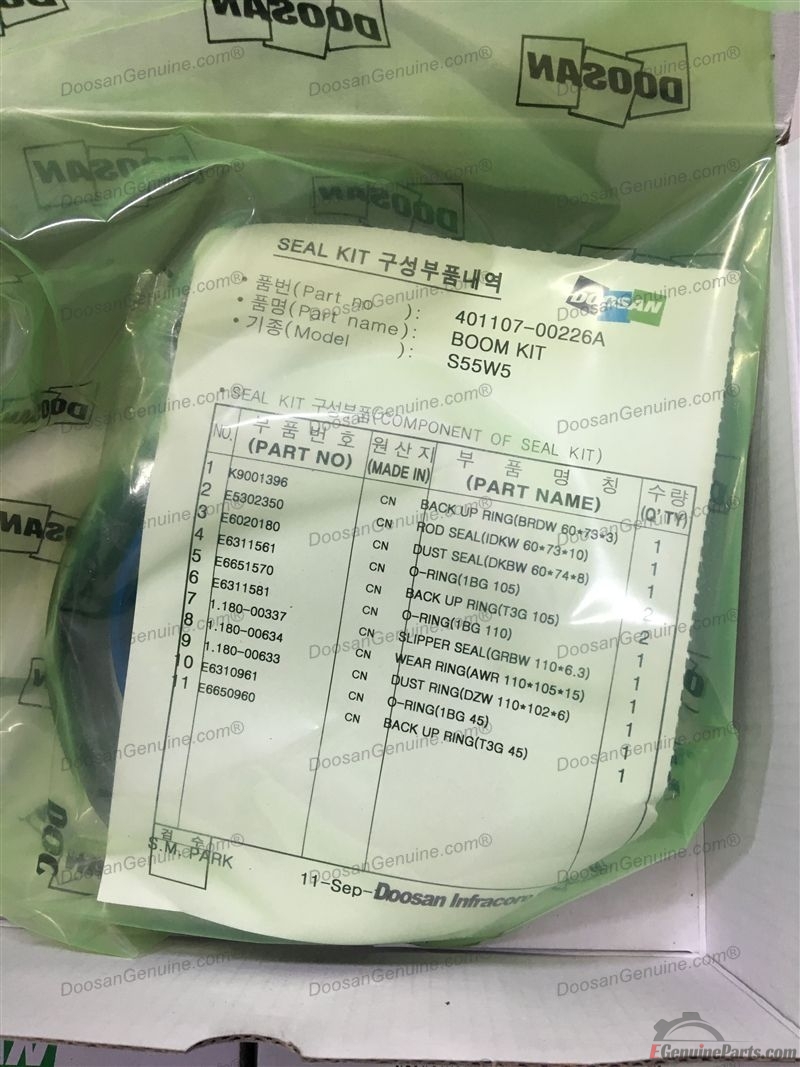 DOOSAN
DOOSAN
DOOSAN
DOOSAN
SEAL KIT 구성부품내역
DOOSAN
• 품번(Part no ): 401107-00226A
• 품명(Part name): BOOM KIT
• 기종(Model ): S55W5
• SEAL KIT 구성부품(COMPONENT OF SEAL KIT)
NO. 부품번호 (PART NO) 원산지 (MADE IN) 부품명칭 (PART NAME) 수량 (Q'TY)
1 K9001396 CN BACK UP RING(BRDW 60*73*3) 1
2 E5302350 CN ROD SEAL(IDKW 60*73*10) 1
3 E6020180 CN DUST SEAL(DKBW 60*74*8) 1
4 E6311561 CN O-RING(1BG 105) 2
5 E6651570 CN BACK UP RING(T3G 105) 2
6 E6311581 CN O-RING(1BG 110) 1
7 1.180-00337 CN SLIPPER SEAL(GRBW 110*6.3) 1
8 1.180-00634 CN WEAR RING(AWR 110*105*15) 1
9 1.180-00633 CN DUST RING(DZW 110*102*6) 1
10 E6310961 CN O-RING(1BG 45) 1
11 E6650960 CN BACK UP RING(T3G 45) 1
검 수
S.M. PARK
11-Sep-
Doosan Infracore
DoosanGenuine.com®
EGenuineParts.com